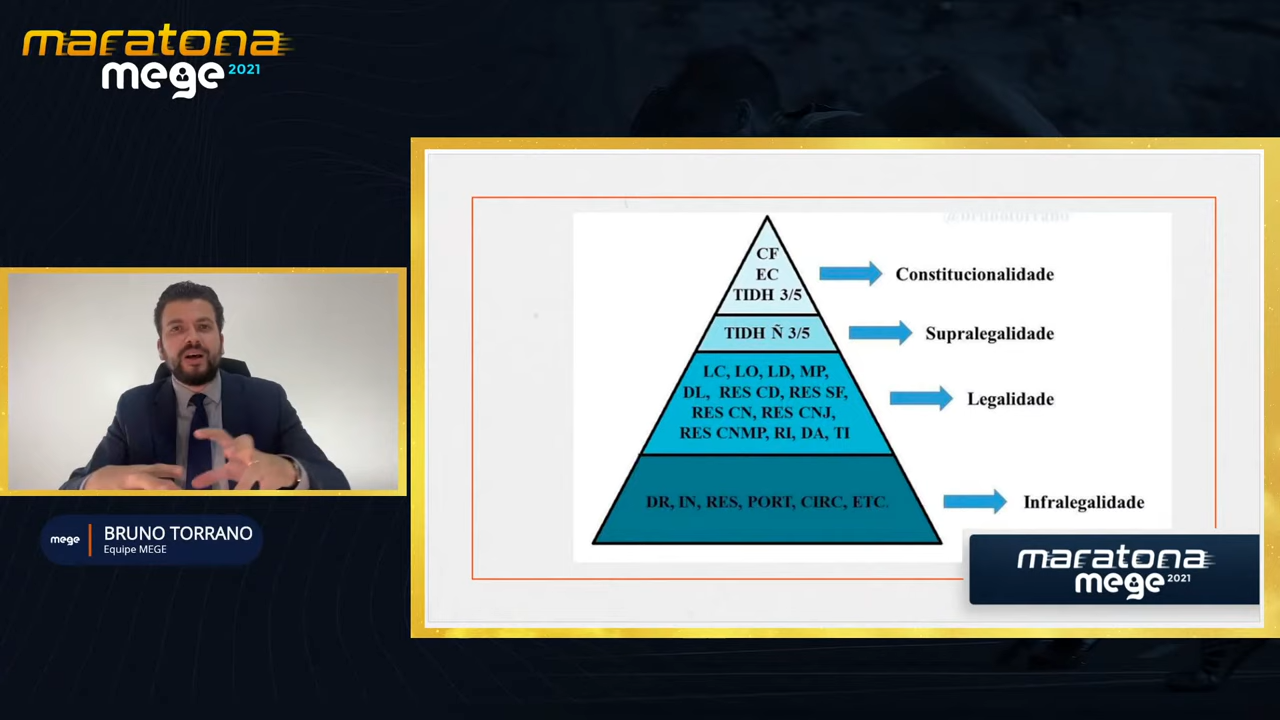 maratona
mege 2021
@brunotorrano
CF
EC
TIDH 3/5
Constitucionalidade
TIDH Ñ 3/5
Supralegalidade
LC, LO, LD, MP,
DL, RES CD, RES SF,
RES CN, RES CNJ,
RES CNMP, RI, DA, TI
Legalidade
DR, IN, RES, PORT, CIRC, ETC.
Infralegalidade
mege
BRUNO TORRANO
Equipe MEGE
maratona
mege 2021